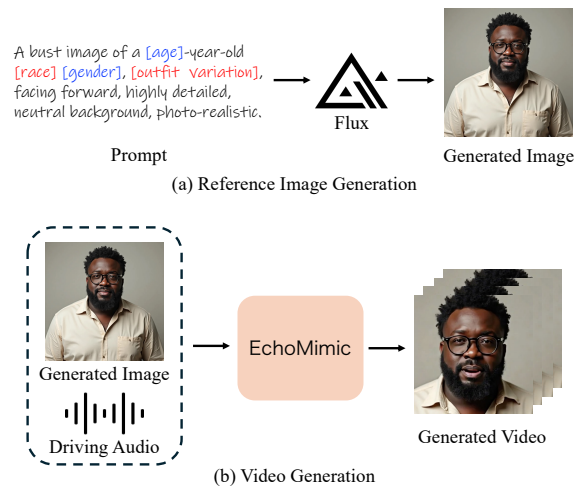 A bust image of a [age]-year-old
[race] [gender], [outfit variation],
facing forward, highly detailed,
neutral background, photo-realistic.
Prompt
Flux
Generated Image
(a) Reference Image Generation
Generated Image
Driving Audio
EchoMimic
Generated Video
(b) Video Generation